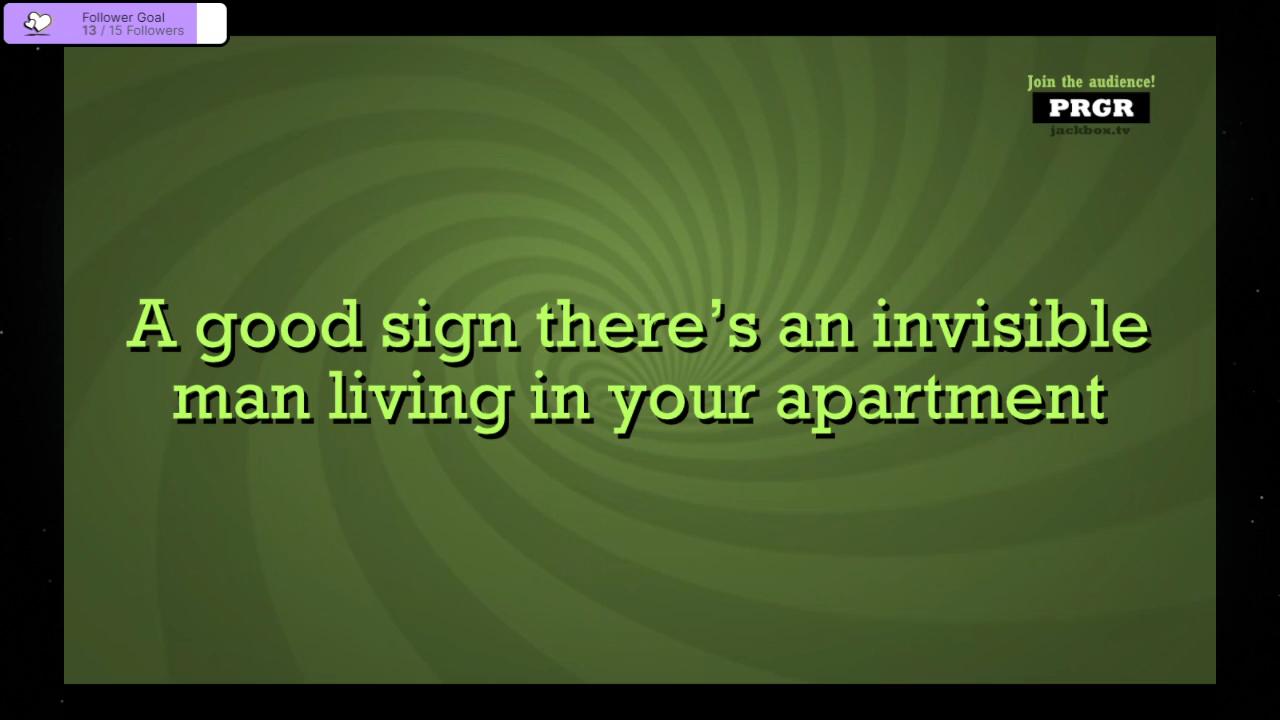 Follower Goal
13 / 15 Followers
Join the audience!
PRGR
jackbox.tv
A good sign there's an invisible
man living in your apartment